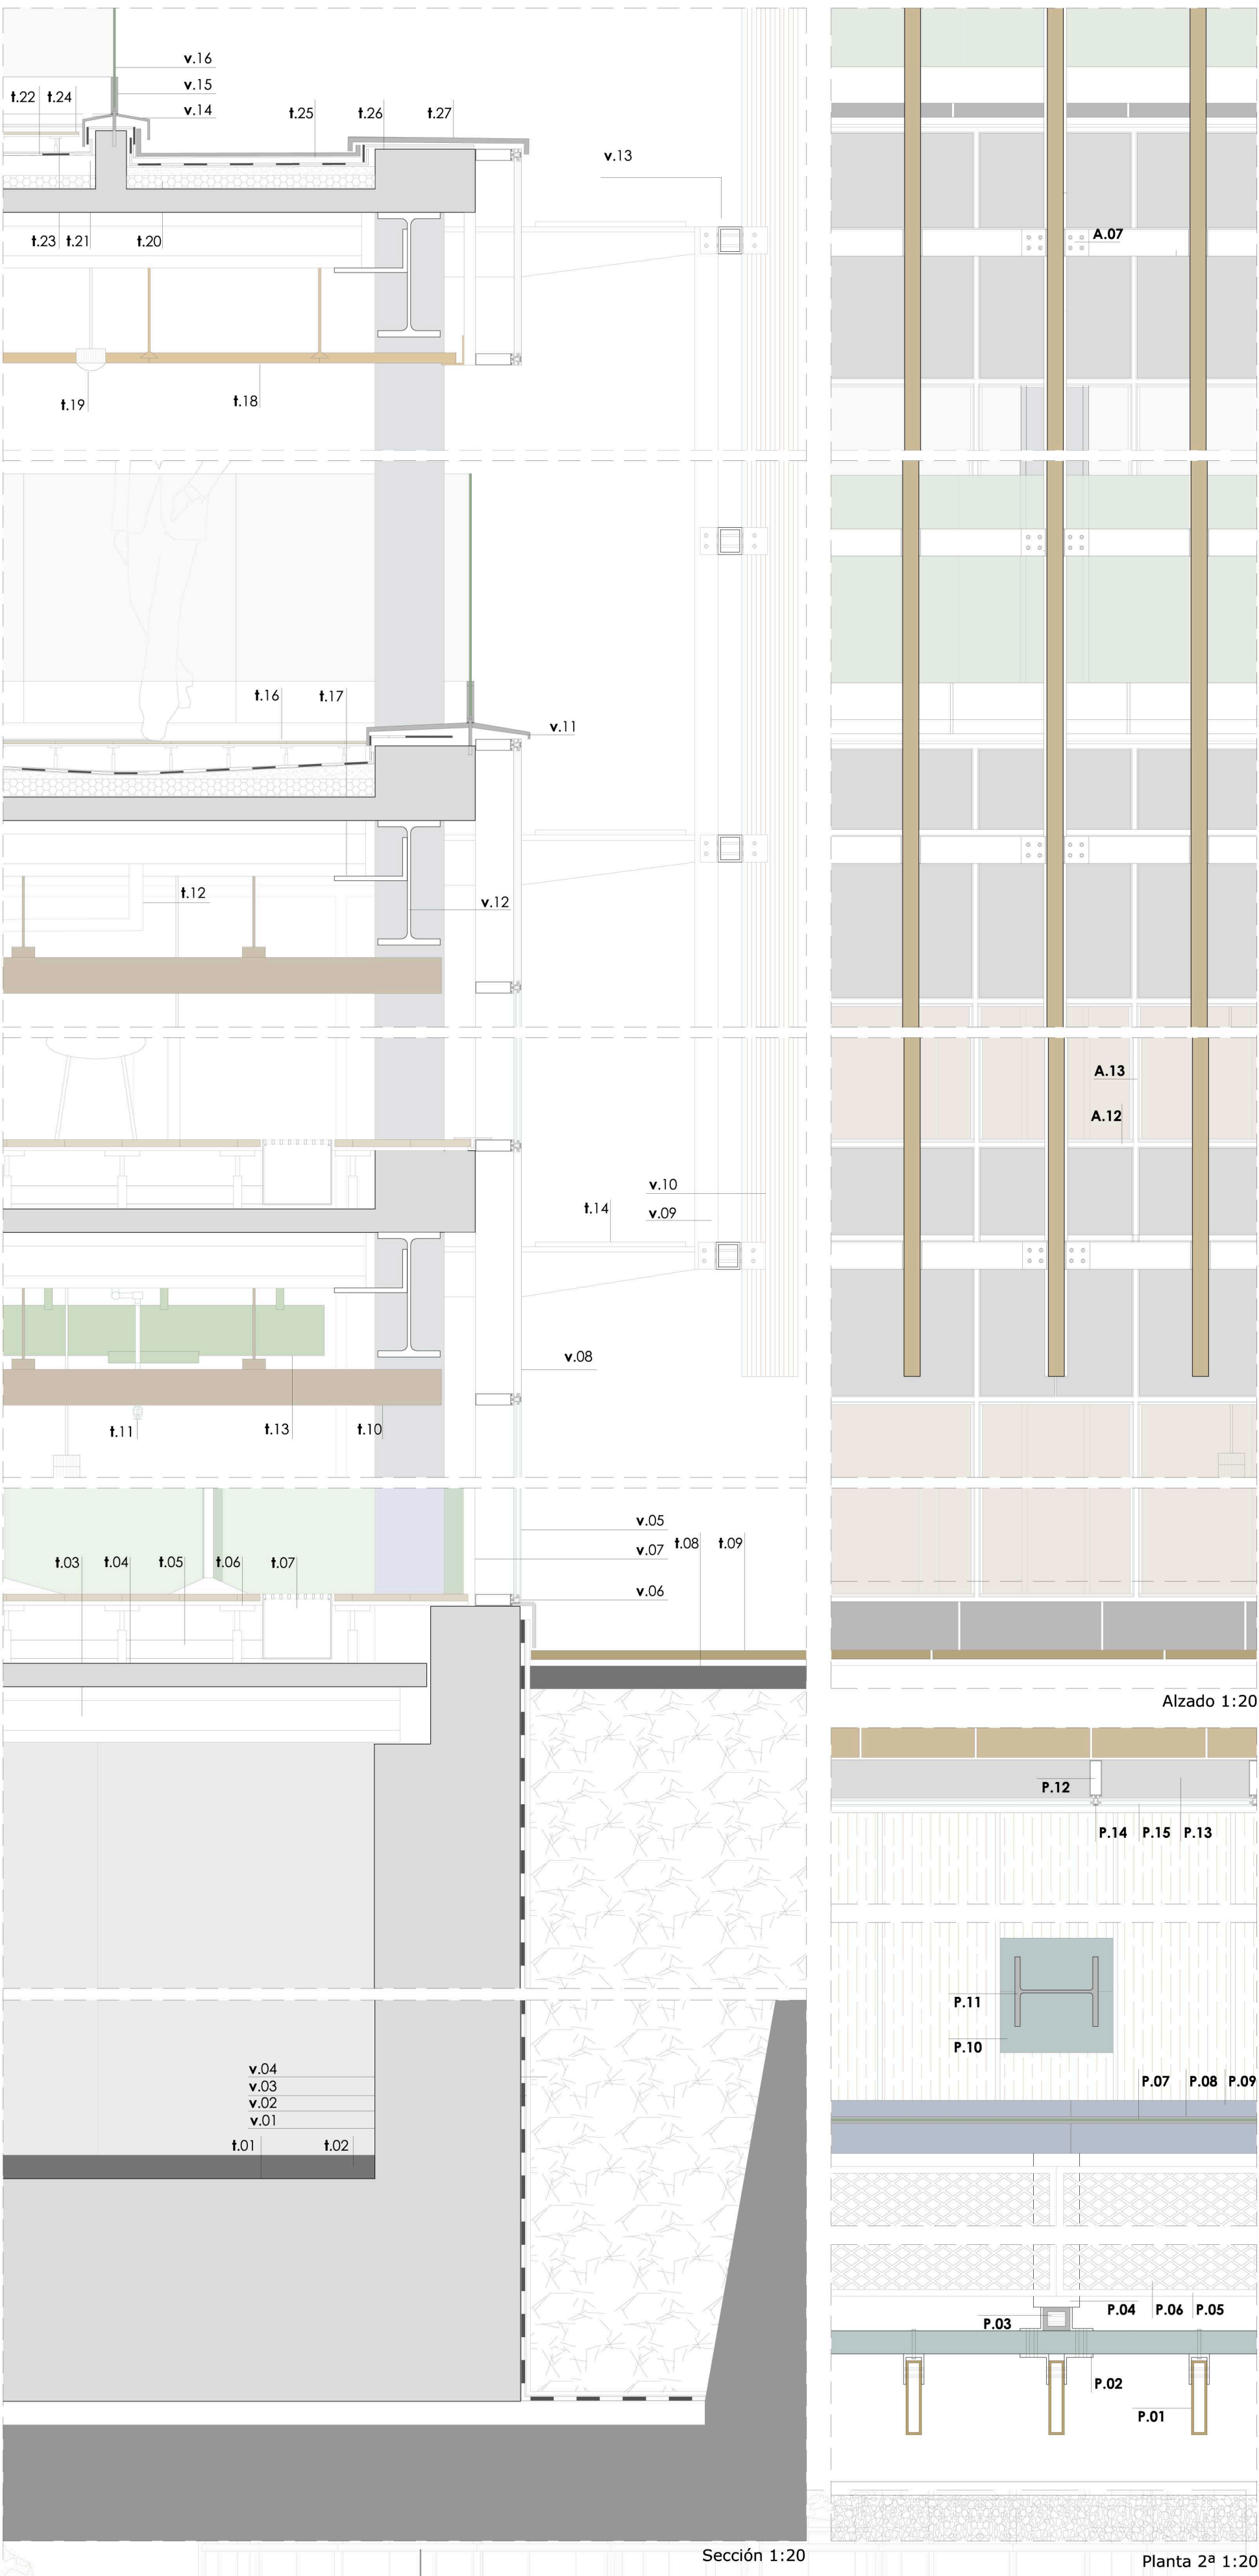 v.16
v.15
v.14
t.22 t.24
t.25 t.26 t.27
v.13
t.23 t.21 t.20
t.19 t.18
A.07
t.16 t.17
v.11
t.12
v.12
A.13
A.12
v.10
v.09
t.14
v.08
t.11 t.13 t.10
v.05
v.07
v.06
t.08 t.09
t.03 t.04 t.05 t.06 t.07
Alzado 1:20
P.12
P.14 P.15 P.13
P.11
P.10
P.07 P.08 P.09
v.04
v.03
v.02
v.01
t.01 t.02
P.04 P.06 P.05
P.03
P.02
P.01
Sección 1:20
Planta 2ª 1:20